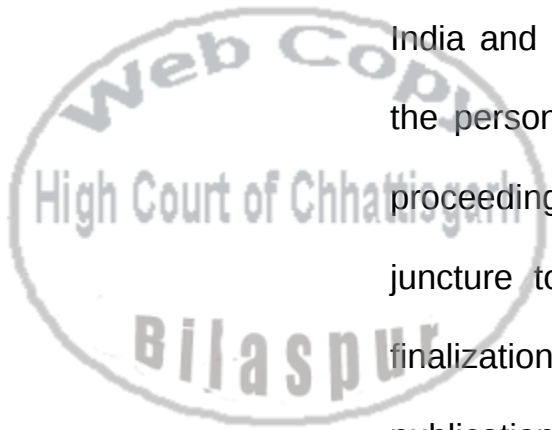 Web Copy
High Court of Chhattisgarh
Bilaspur
India and
the person
proceeding
juncture to
finalization